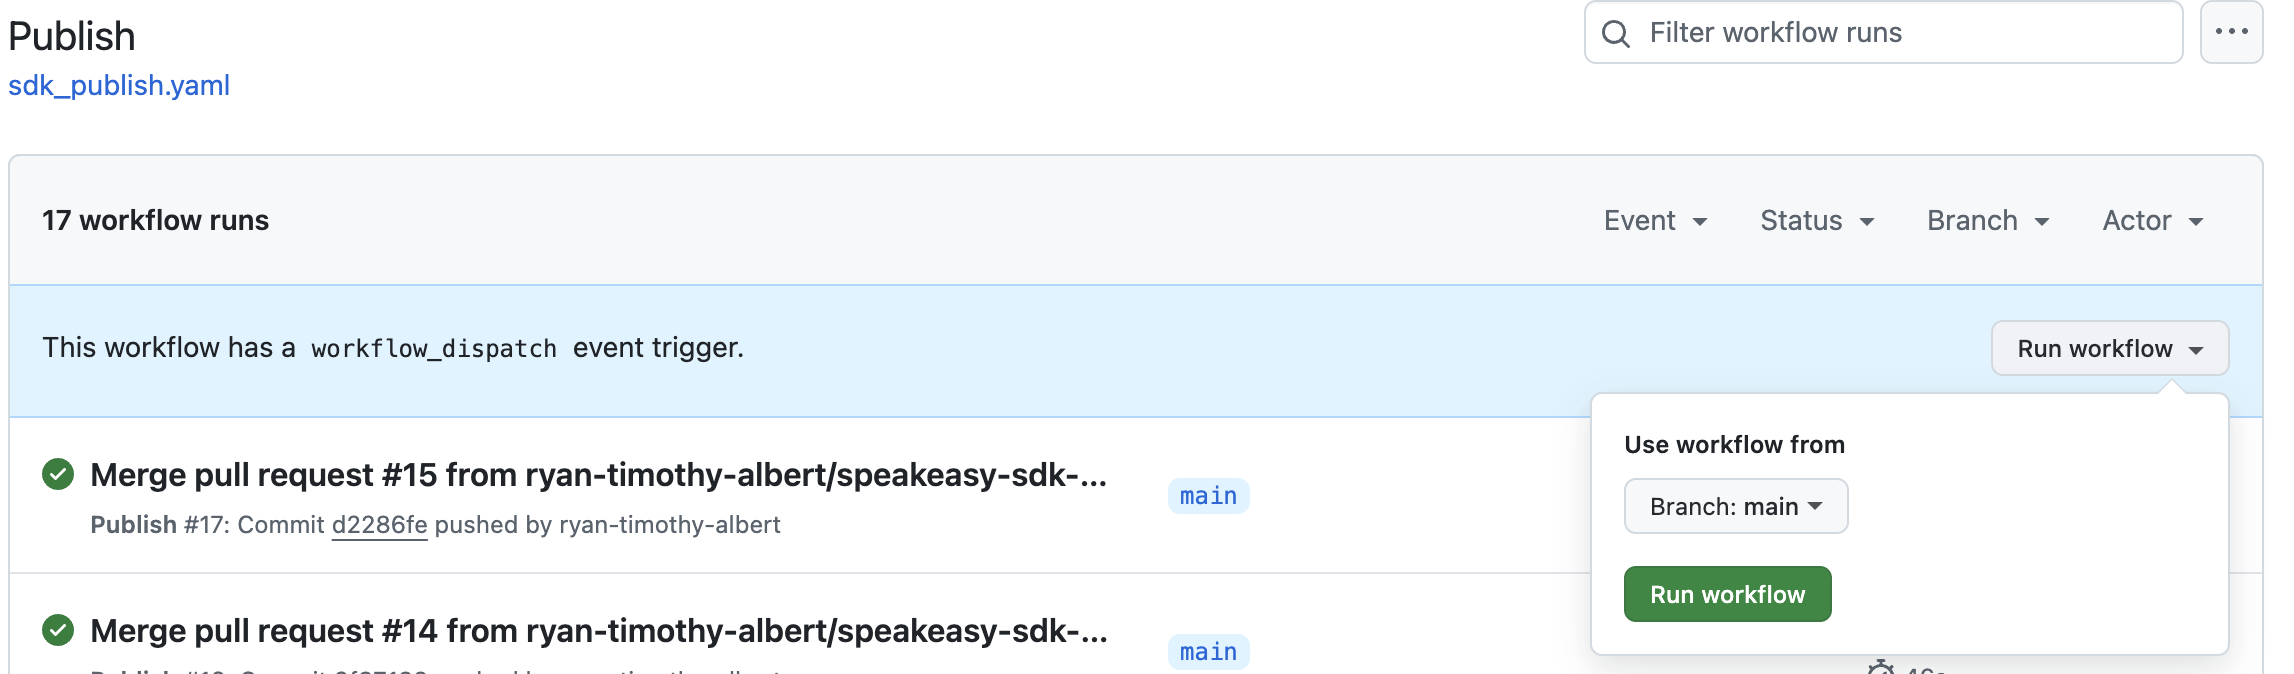 Publish
Filter workflow runs
sdk_publish.yaml
17 workflow runs
Event
Status
Branch
Actor
This workflow has a workflow_dispatch event trigger.
Run workflow
Use workflow from
Branch: main
Run workflow
Merge pull request #15 from ryan-timothy-albert/speakeasy-sdk-...
main
Publish #17: Commit d2286fe pushed by ryan-timothy-albert
Merge pull request #14 from ryan-timothy-albert/speakeasy-sdk-...
main